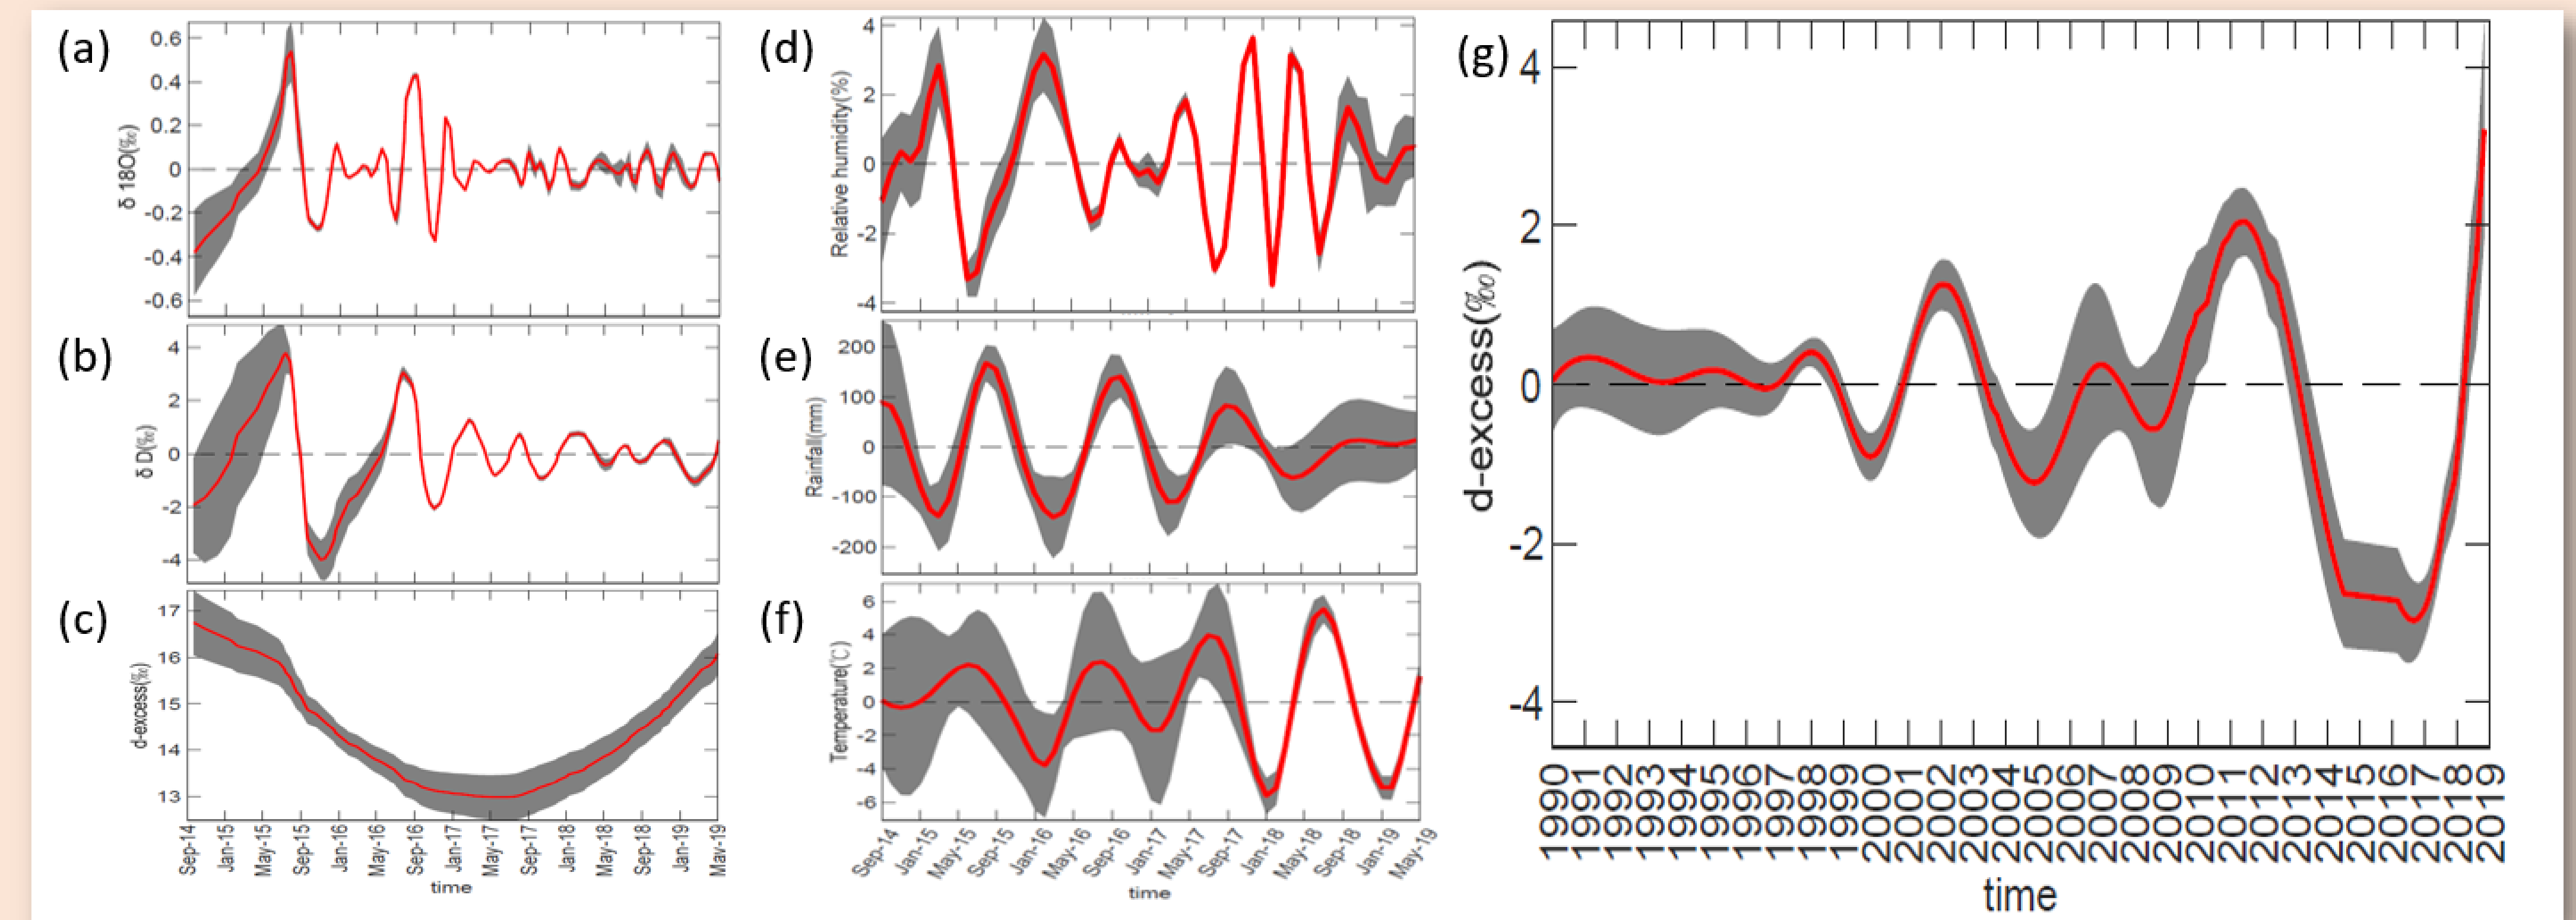 (a)
δ 18O(‰)
0.6
0.4
0.2
0
-0.2
-0.4
-0.6
(b)
δ D(‰)
4
2
0
-2
-4
(c)
d-excess(‰)
17
16
15
14
13
Sep-14 Jan-15 May-15 Sep-15 Jan-16 May-16 Sep-16 Jan-17 May-17 Sep-17 Jan-18 May-18 Sep-18 Jan-19 May-19
time
(d)
Relative humidity(%)
4
2
0
-2
-4
(e)
Rainfall(mm)
200
100
0
-100
-200
(f)
Temperature(℃)
6
4
2
0
-2
-4
-6
Sep-14 Jan-15 May-15 Sep-15 Jan-16 May-16 Sep-16 Jan-17 May-17 Sep-17 Jan-18 May-18 Sep-18 Jan-19 May-19
time
(g)
d-excess(‰)
4
2
0
-2
-4
1990 1991 1992 1993 1994 1995 1996 1997 1998 1999 2000 2001 2002 2003 2004 2005 2006 2007 2008 2009 2010 2011 2012 2013 2014 2015 2016 2017 2018 2019
time